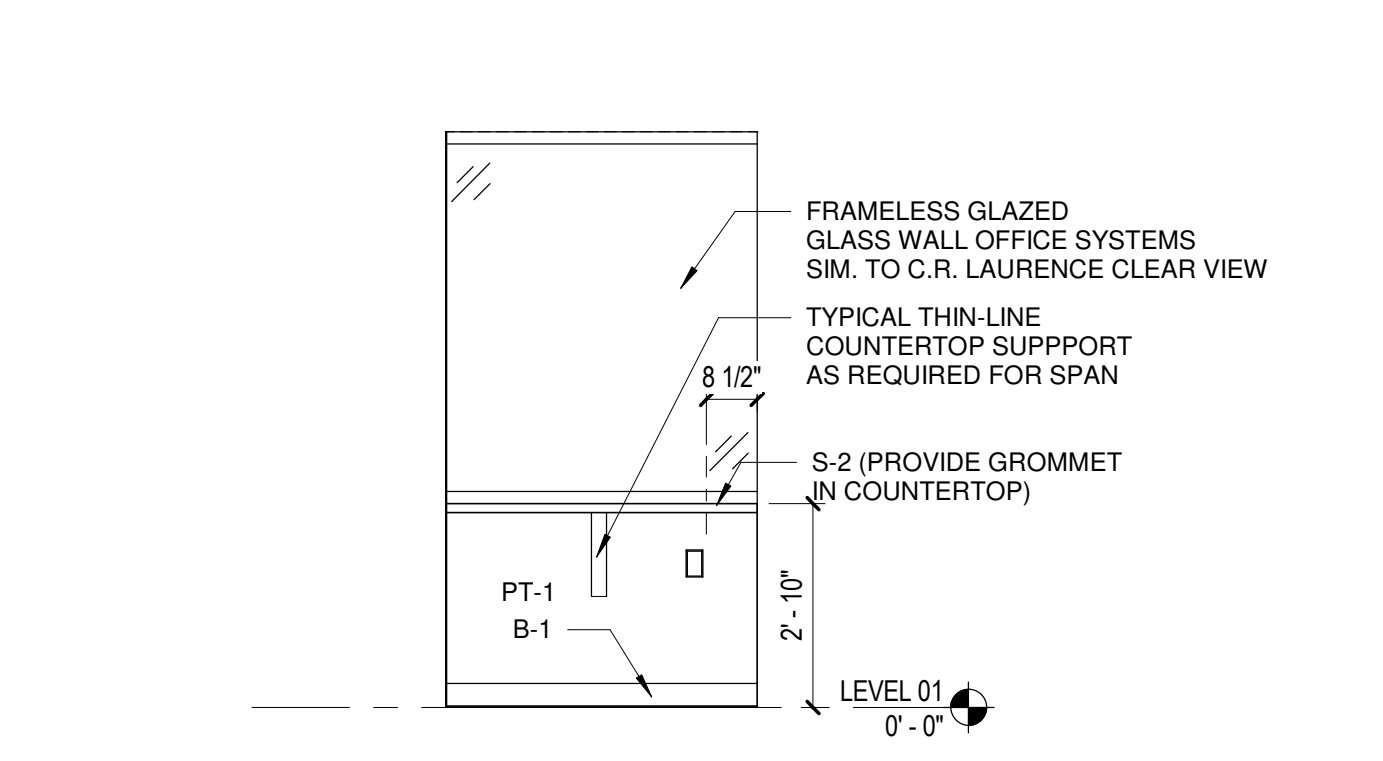 FRAMELESS GLAZED
GLASS WALL OFFICE SYSTEMS
SIM. TO C.R. LAURENCE CLEAR VIEW
TYPICAL THIN-LINE
COUNTERTOP SUPPPORT
AS REQUIRED FOR SPAN
8 1/2"
S-2 (PROVIDE GROMMET
IN COUNTERTOP)
PT-1
B-1
2' - 10"
LEVEL 01
0' - 0"